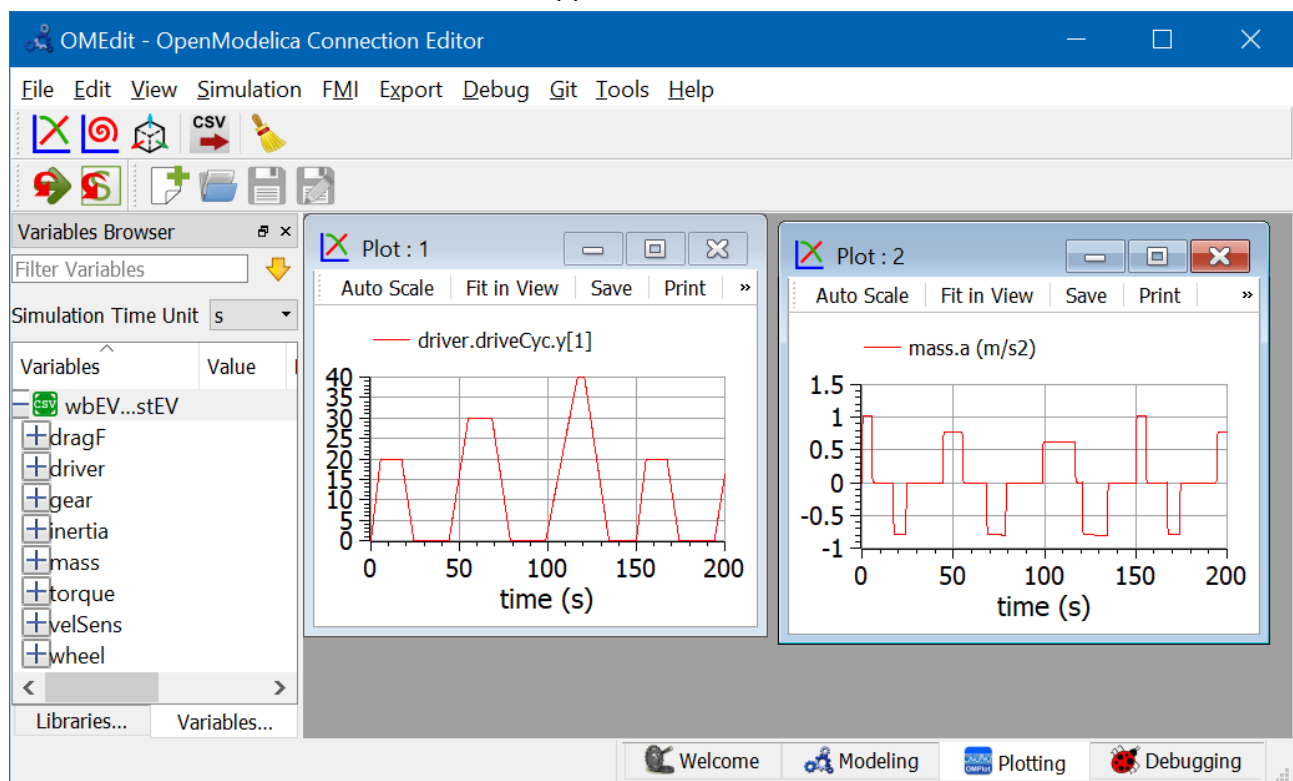 OMEdit - OpenModelica Connection Editor
File Edit View Simulation FMI Export Debug Git Tools Help
CSV
Variables Browser
Filter Variables
Simulation Time Unit s
Variables Value
csv wbEV...stEV
dragF
driver
gear
inertia
mass
torque
velSens
wheel
Libraries... Variables...
Plot : 1
Auto Scale Fit in View Save Print »
driver.driveCyc.y[1]
40
35
30
25
20
15
10
5
0
0 50 100 150 200
time (s)
Plot : 2
Auto Scale Fit in View Save Print »
mass.a (m/s2)
1.5
1
0.5
0
-0.5
-1
0 50 100 150 200
time (s)
Welcome Modeling OMPlot Plotting Debugging